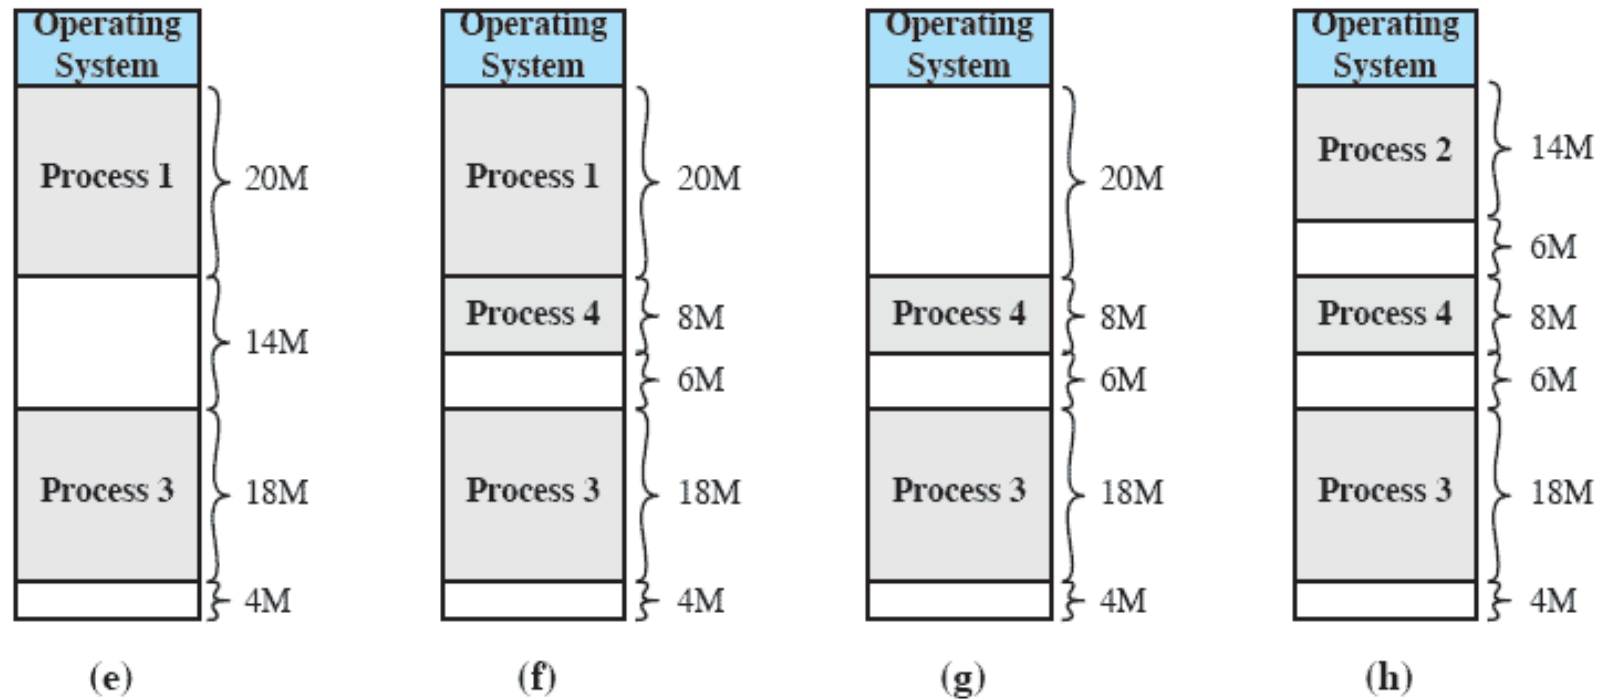 Operating
System
Process 1
20M
14M
Process 3
18M
4M
(e)
Operating
System
Process 1
20M
Process 4
8M
6M
Process 3
18M
4M
(f)
Operating
System
20M
Process 4
8M
6M
Process 3
18M
4M
(g)
Operating
System
Process 2
14M
6M
Process 4
8M
6M
Process 3
18M
4M
(h)